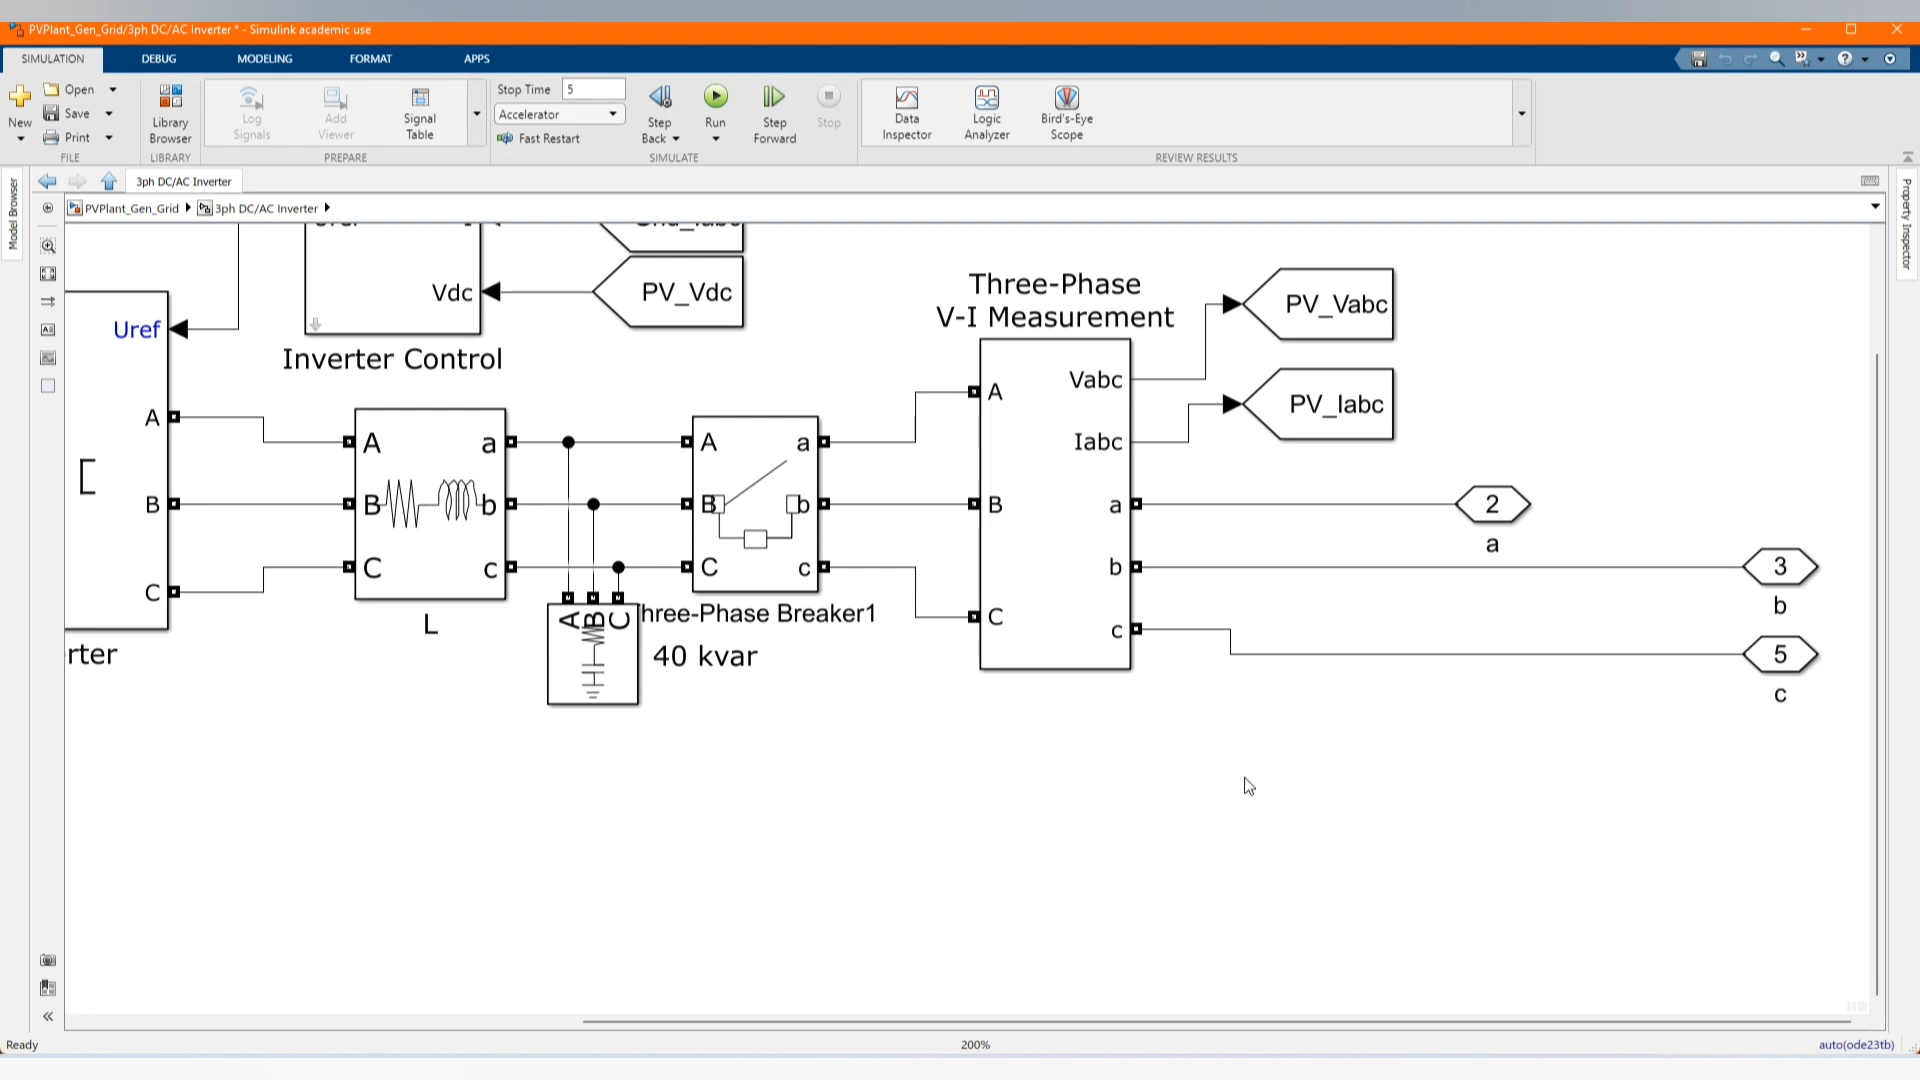 PVPlant_Gen_Grid/3ph DC/AC Inverter * - Simulink academic use
SIMULATION DEBUG MODELING FORMAT APPS
New
Open
Save
Print
FILE
Library Browser
LIBRARY
Log Signals
Add Viewer
Signal Table
PREPARE
Stop Time 5
Accelerator
Fast Restart
Step Back
Run
Step Forward
Stop
SIMULATE
Data Inspector
Logic Analyzer
Bird's-Eye Scope
REVIEW RESULTS
Model Browser
3ph DC/AC Inverter
PVPlant_Gen_Grid 3ph DC/AC Inverter
Property Inspector
Vdc
PV_Vdc
Uref
Inverter Control
Three-Phase
V-I Measurement
PV_Vabc
PV_Iabc
A
B
C
rter
A a
B b
C c
L
A a
B b
C c
A B C
hree-Phase Breaker1
40 kvar
A
B
C
Vabc
Iabc
a
b
c
2
a
3
b
5
c
Ready
200%
auto(ode23tb)